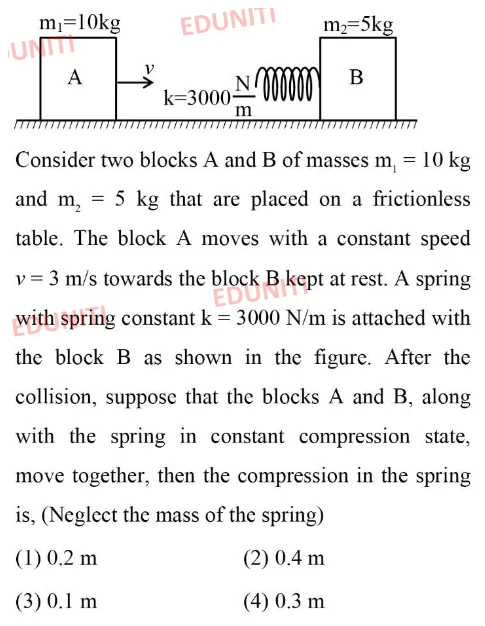 m₁=10kg
EDUNITI
m₂=5kg
UNITI
A
v
k=3000 N/m
B
Consider two blocks A and B of masses m₁ = 10 kg
and m₂ = 5 kg that are placed on a frictionless
table. The block A moves with a constant speed
v = 3 m/s towards the block B kept at rest. A spring
EDUNITI
with spring constant k = 3000 N/m is attached with
EDUNITI
the block B as shown in the figure. After the
collision, suppose that the blocks A and B, along
with the spring in constant compression state,
move together, then the compression in the spring
is, (Neglect the mass of the spring)
(1) 0.2 m (2) 0.4 m
(3) 0.1 m (4) 0.3 m